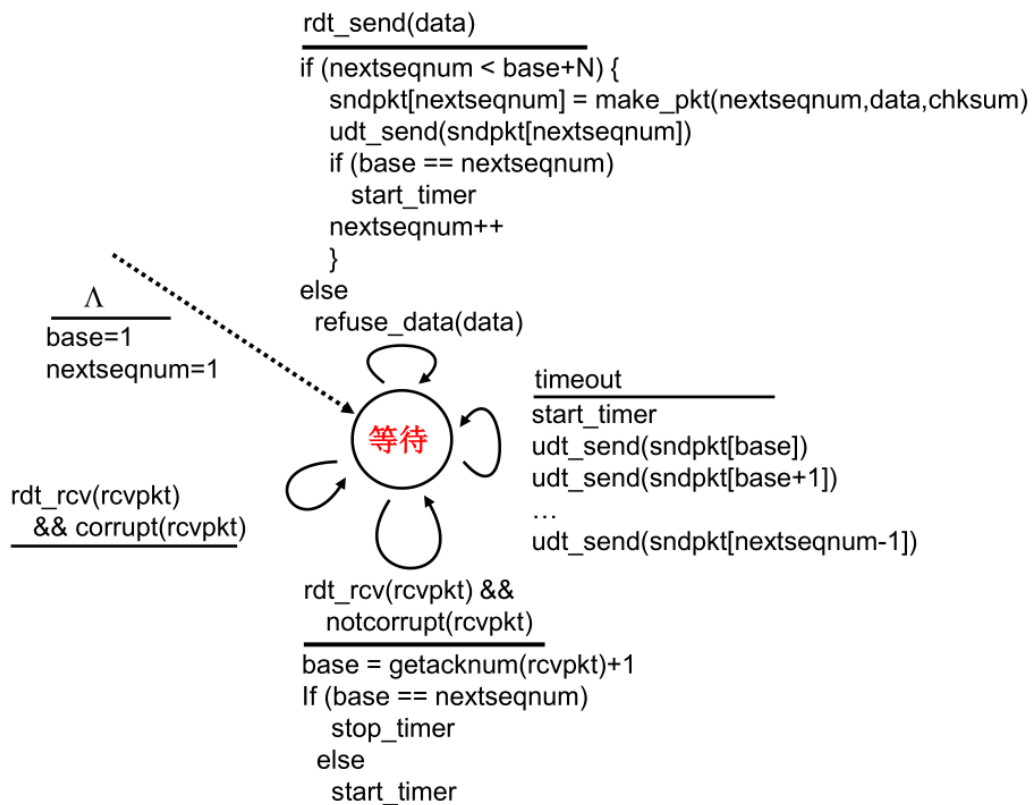 rdt_send(data)
if (nextseqnum < base+N) {
sndpkt[nextseqnum] = make_pkt(nextseqnum,data,chksum)
udt_send(sndpkt[nextseqnum])
if (base == nextseqnum)
start_timer
nextseqnum++
}
else
refuse_data(data)
Λ
base=1
nextseqnum=1
等待
timeout
start_timer
udt_send(sndpkt[base])
udt_send(sndpkt[base+1])
…
udt_send(sndpkt[nextseqnum-1])
rdt_rcv(rcvpkt)
&& corrupt(rcvpkt)
rdt_rcv(rcvpkt) &&
notcorrupt(rcvpkt)
base = getacknum(rcvpkt)+1
If (base == nextseqnum)
stop_timer
else
start_timer